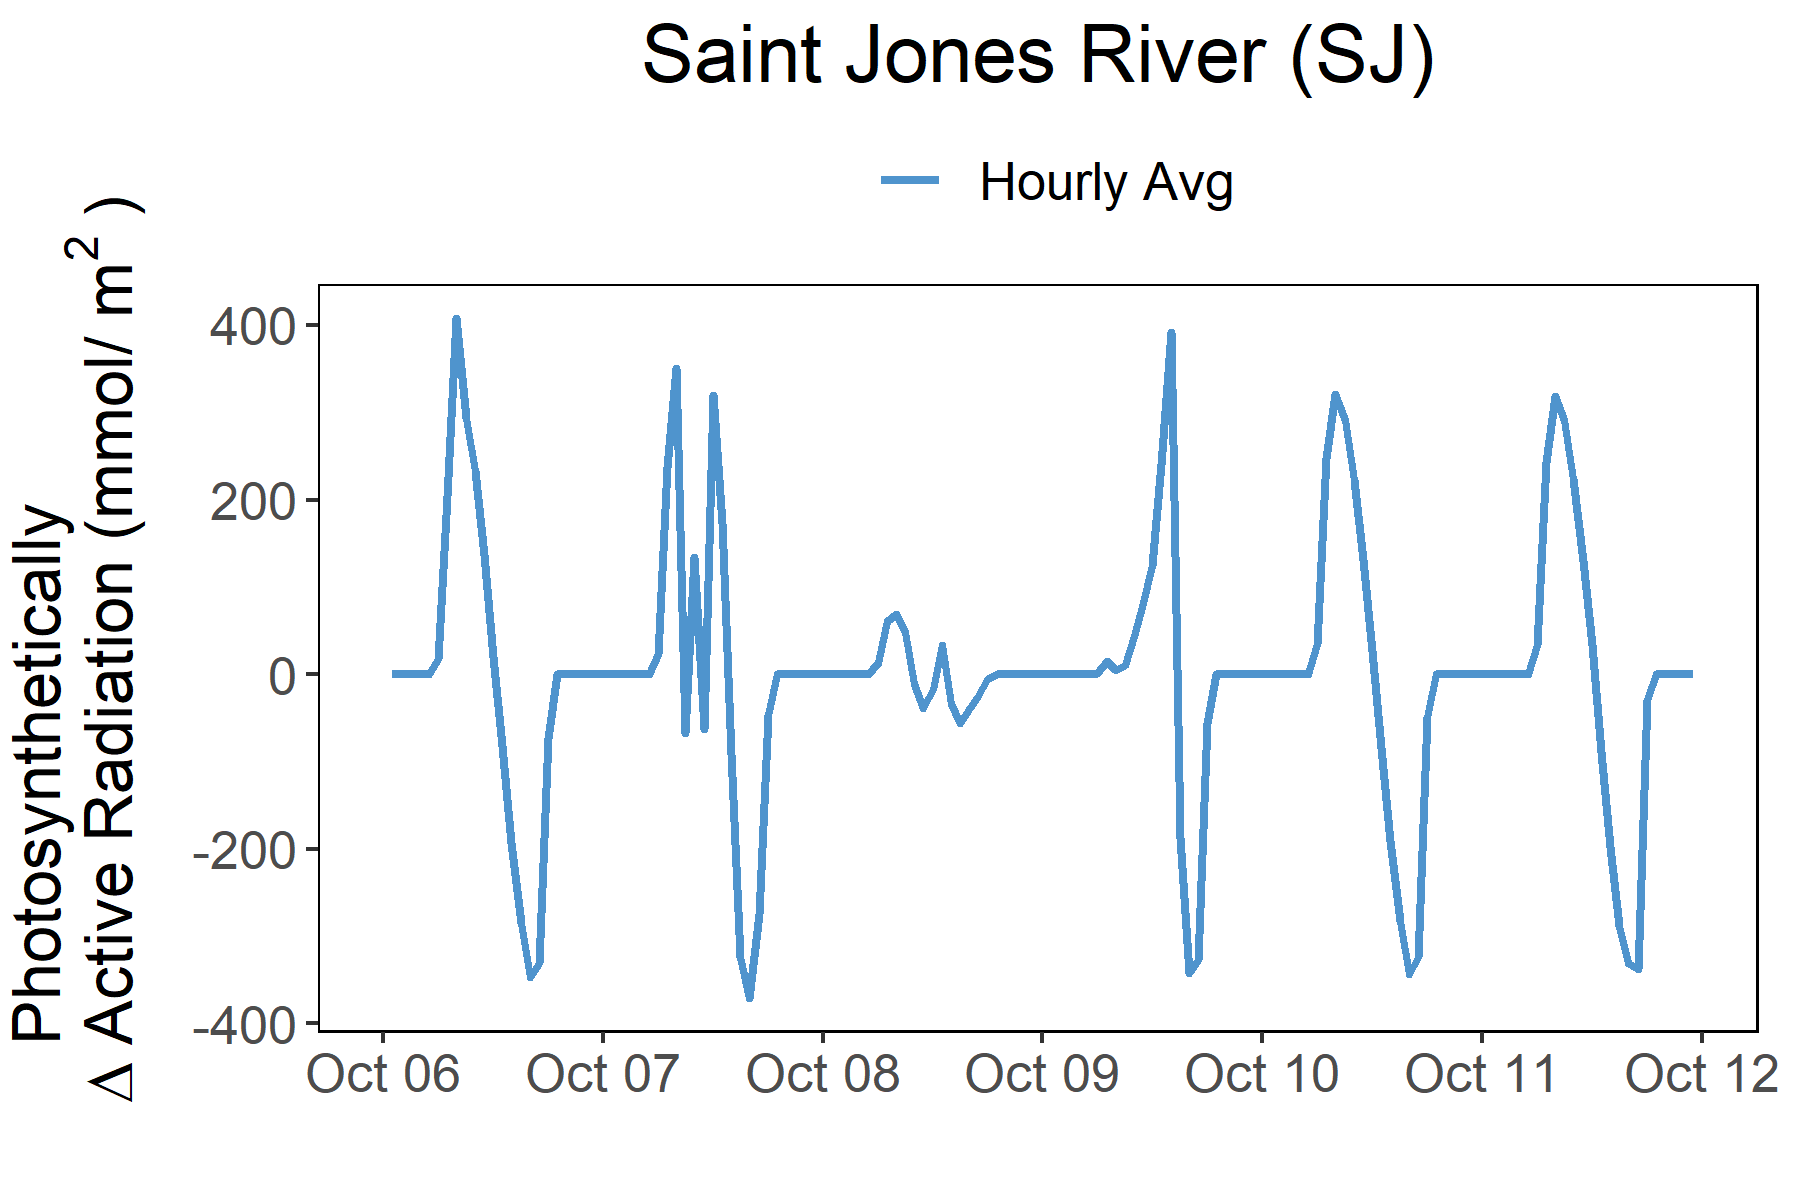 Saint Jones River (SJ)
Hourly Avg
Photosynthetically
Δ Active Radiation (mmol/ m² )
400
200
0
-200
-400
Oct 06
Oct 07
Oct 08
Oct 09
Oct 10
Oct 11
Oct 12